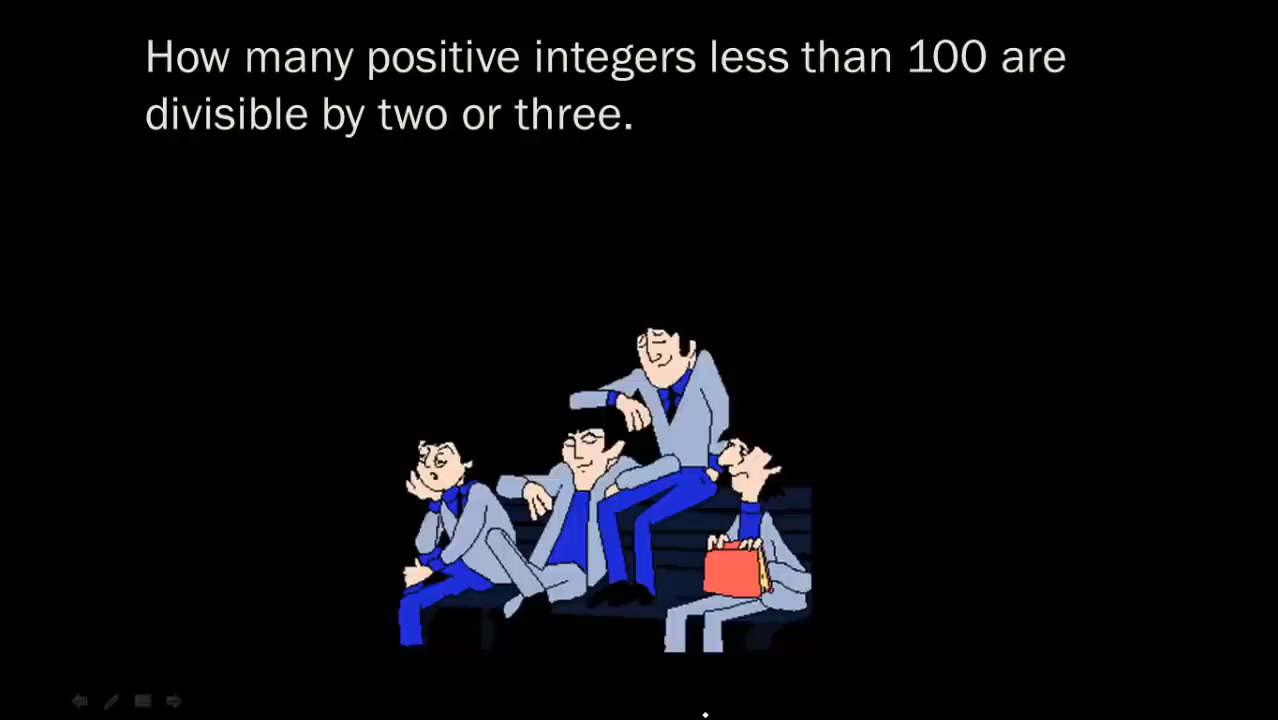 How many positive integers less than 100 are
divisible by two or three.